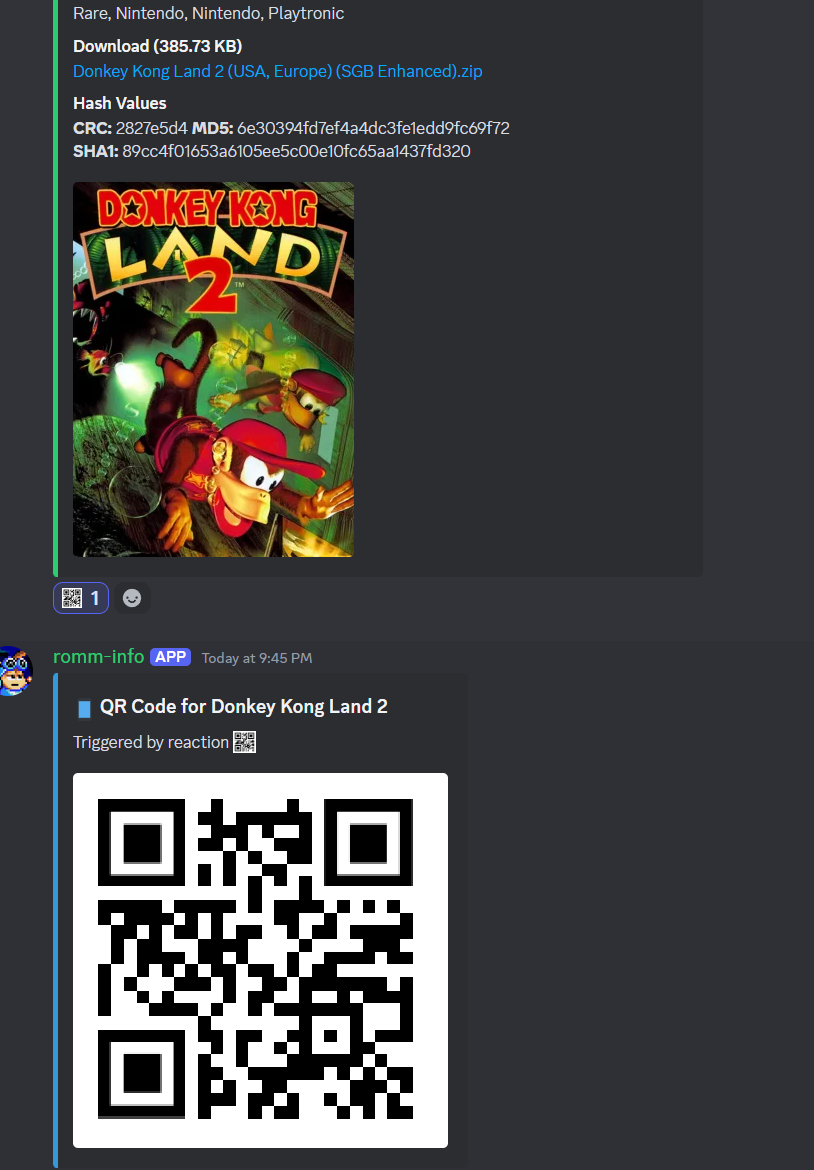 Rare, Nintendo, Nintendo, Playtronic
Download (385.73 KB)
Donkey Kong Land 2 (USA, Europe) (SGB Enhanced).zip
Hash Values
CRC: 2827e5d4 MD5: 6e30394fd7ef4a4dc3fe1edd9fc69f72
SHA1: 89cc4f01653a6105ee5c00e10fc65aa1437fd320
DONKEY KONG
LAND
2™
1
romm-info APP Today at 9:45 PM
QR Code for Donkey Kong Land 2
Triggered by reaction